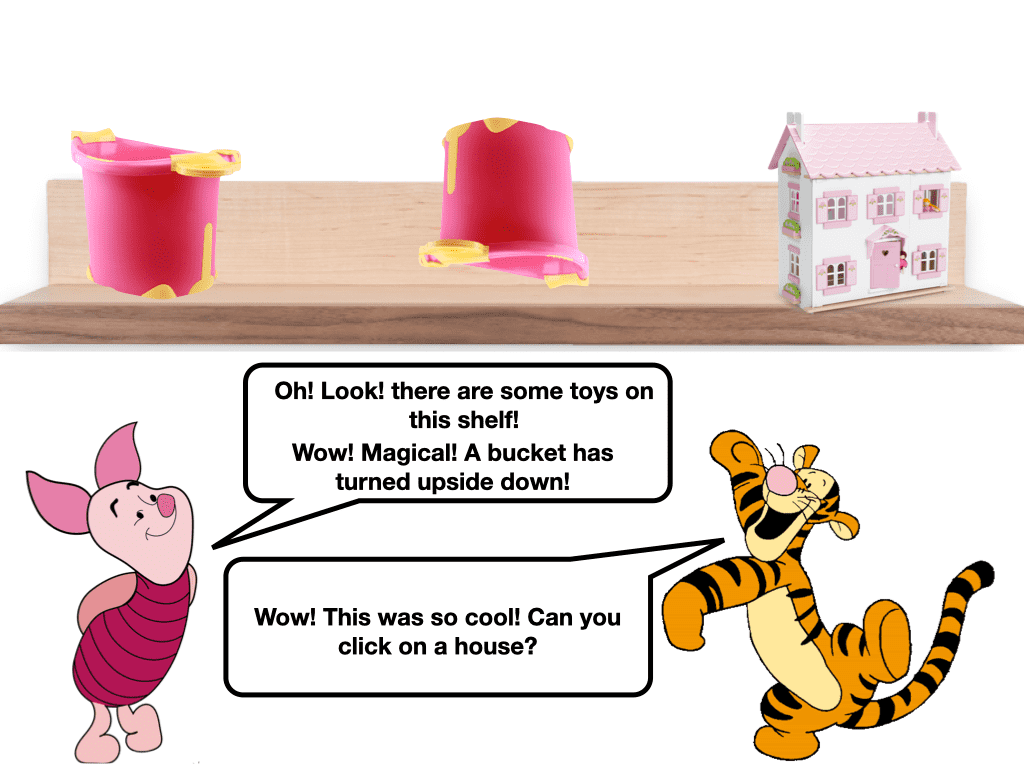 Oh! Look! there are some toys on
this shelf!
Wow! Magical! A bucket has
turned upside down!
Wow! This was so cool! Can you
click on a house?